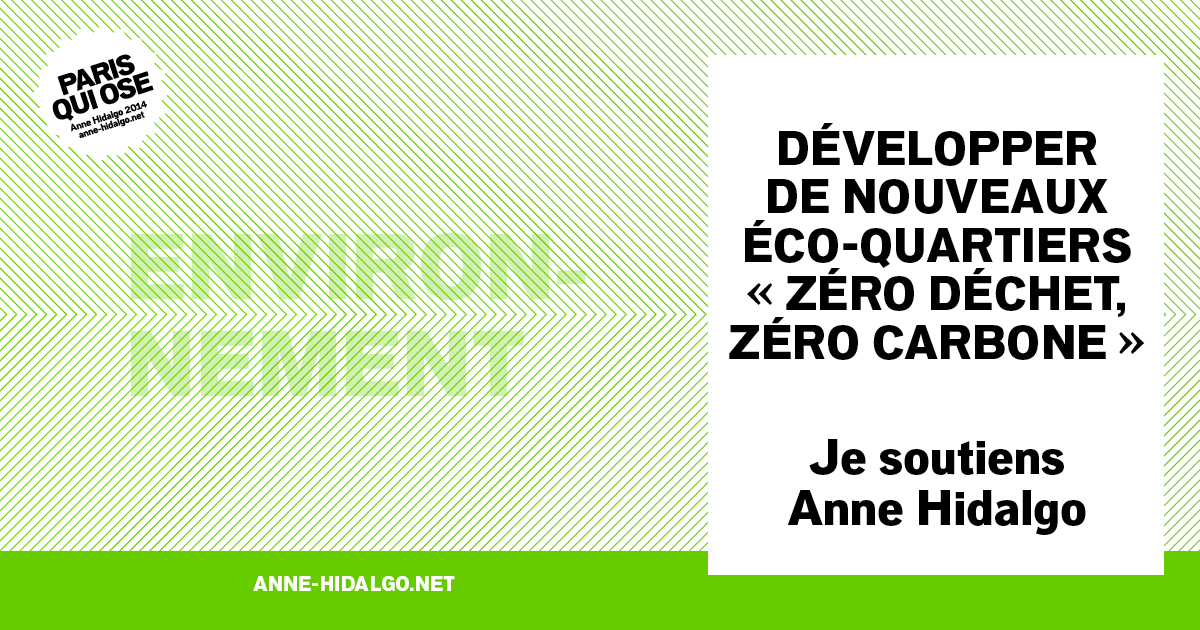 PARIS
QUI OSE
Anne Hidalgo 2014
anne-hidalgo.net
ENVIRON-
NEMENT
DÉVELOPPER
DE NOUVEAUX
ÉCO-QUARTIERS
« ZÉRO DÉCHET,
ZÉRO CARBONE »
Je soutiens
Anne Hidalgo
ANNE-HIDALGO.NET